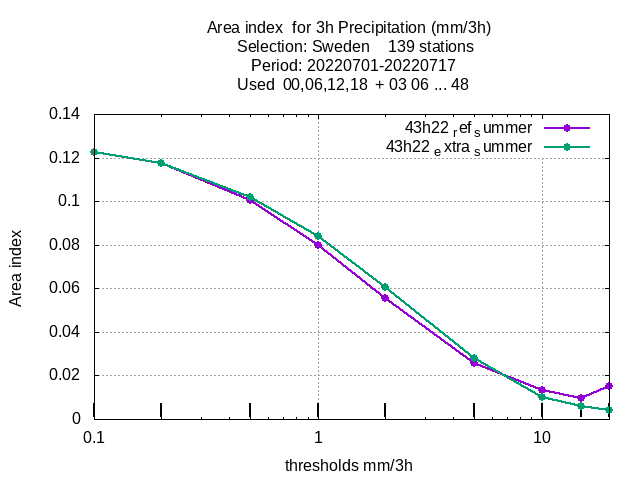 Area index for 3h Precipitation (mm/3h)
Selection: Sweden 139 stations
Period: 20220701-20220717
Used 00,06,12,18 + 03 06 ... 48
43h22 ref summer
43h22 extra summer
Area index
0.14
0.12
0.1
0.08
0.06
0.04
0.02
0
0.1 1 10
thresholds mm/3h